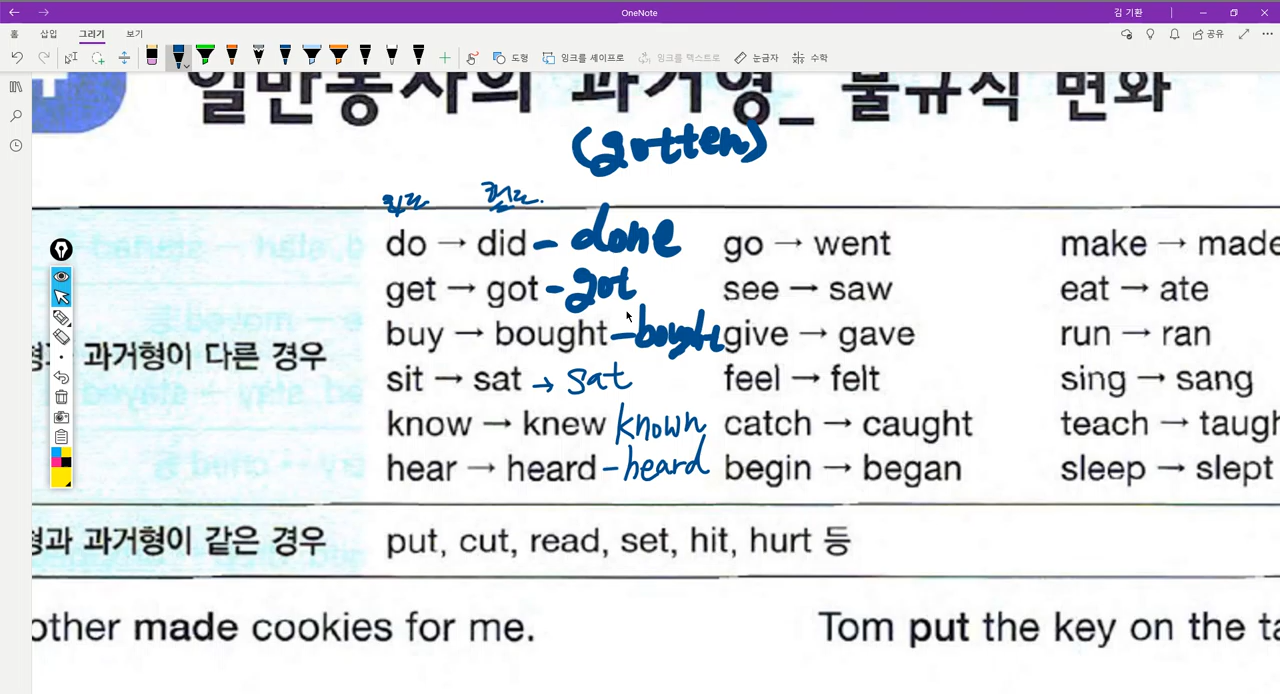 OneNote
김 기환
홈 삽입 그리기 보기
공유
도형 잉크를 셰이프로 잉크를 텍스트로 눈금자 수학
일반동사의 과거형_ 불규칙 변화
(gotten)
do → did - done go → went make → made
get → got - got see → saw eat → ate
buy → bought - bought give → gave run → ran
과거형이 다른 경우
sit → sat → sat feel → felt sing → sang
know → knew known catch → caught teach → taugh
hear → heard - heard begin → began sleep → slept
형과 과거형이 같은 경우 put, cut, read, set, hit, hurt 등
other made cookies for me. Tom put the key on the ta